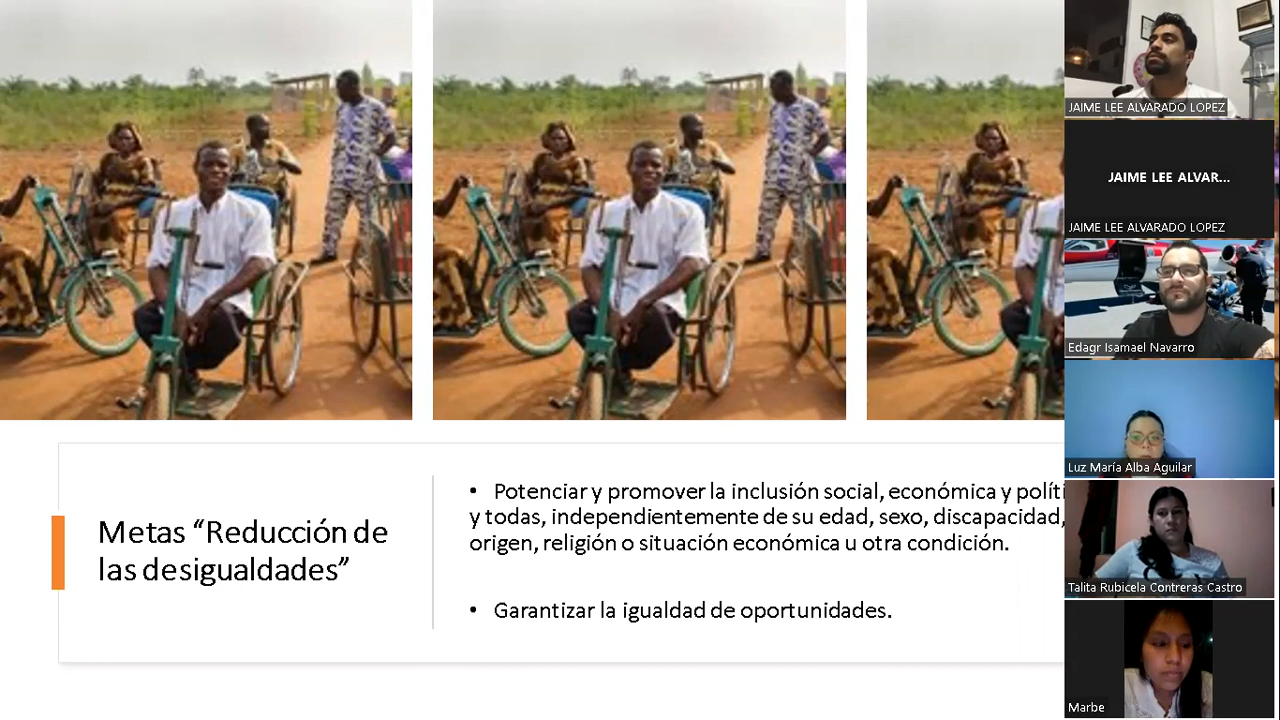 Metas “Reducción de
las desigualdades”
• Potenciar y promover la inclusión social, económica y políti
y todas, independientemente de su edad, sexo, discapacidad,
origen, religión o situación económica u otra condición.
• Garantizar la igualdad de oportunidades.
JAIME LEE ALVARADO LOPEZ
JAIME LEE ALVAR...
JAIME LEE ALVARADO LOPEZ
Edagr Isamael Navarro
Luz María Alba Aguilar
Talita Rubicela Contreras Castro
Marbe